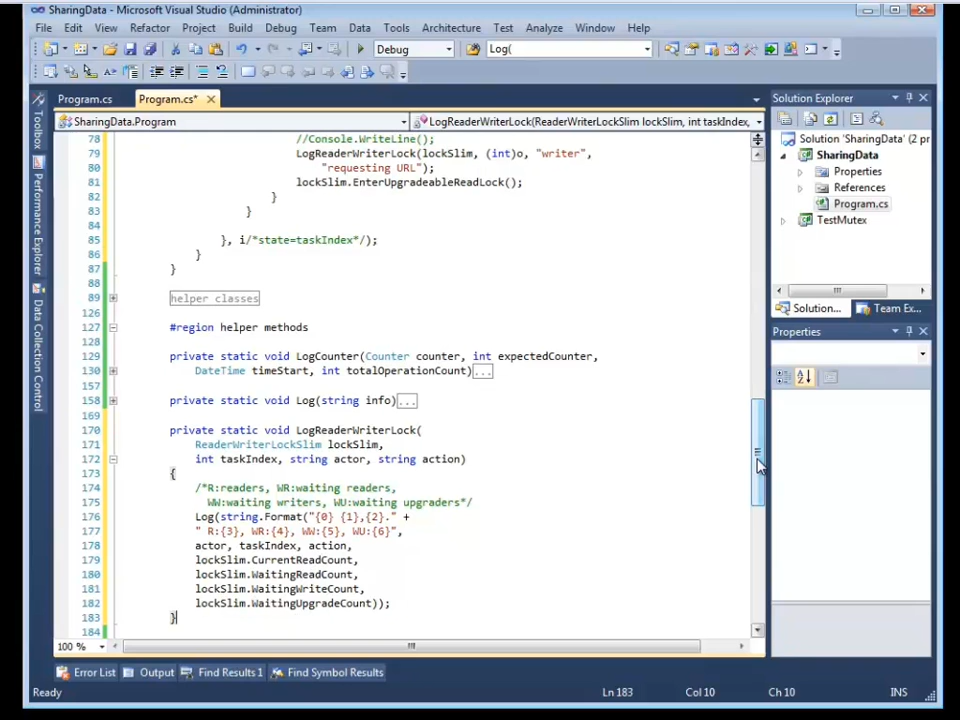 SharingData - Microsoft Visual Studio (Administrator)
File Edit View Refactor Project Build Debug Team Data Tools Architecture Test Analyze Window Help
Debug Log(
Program.cs Program.cs*
SharingData.Program LogReaderWriterLock(ReaderWriterLockSlim lockSlim, int taskIndex,
78 //Console.WriteLine();
79 LogReaderWriterLock(lockSlim, (int)o, "writer",
80 "requesting URL");
81 lockSlim.EnterUpgradeableReadLock();
82 }
83 }
84
85 }, i/*state=taskIndex*/);
86 }
87 }
88
89 helper classes
126
127 #region helper methods
128
129 private static void LogCounter(Counter counter, int expectedCounter,
130 DateTime timeStart, int totalOperationCount)...
157
158 private static void Log(string info)...
169
170 private static void LogReaderWriterLock(
171 ReaderWriterLockSlim lockSlim,
172 int taskIndex, string actor, string action)
173 {
174 /*R:readers, WR:waiting readers,
175 WW:waiting writers, WU:waiting upgraders*/
176 Log(string.Format("{0} {1},{2}." +
177 " R:{3}, WR:{4}, WW:{5}, WU:{6}",
178 actor, taskIndex, action,
179 lockSlim.CurrentReadCount,
180 lockSlim.WaitingReadCount,
181 lockSlim.WaitingWriteCount,
182 lockSlim.WaitingUpgradeCount));
183 }
184
100 %
Toolbox
Performance Explorer
Data Collection Control
Solution Explorer
Solution 'SharingData' (2 pr
SharingData
Properties
References
Program.cs
TestMutex
Solution... Team Ex...
Properties
Error List Output Find Results 1 Find Symbol Results
Ready Ln 183 Col 10 Ch 10 INS